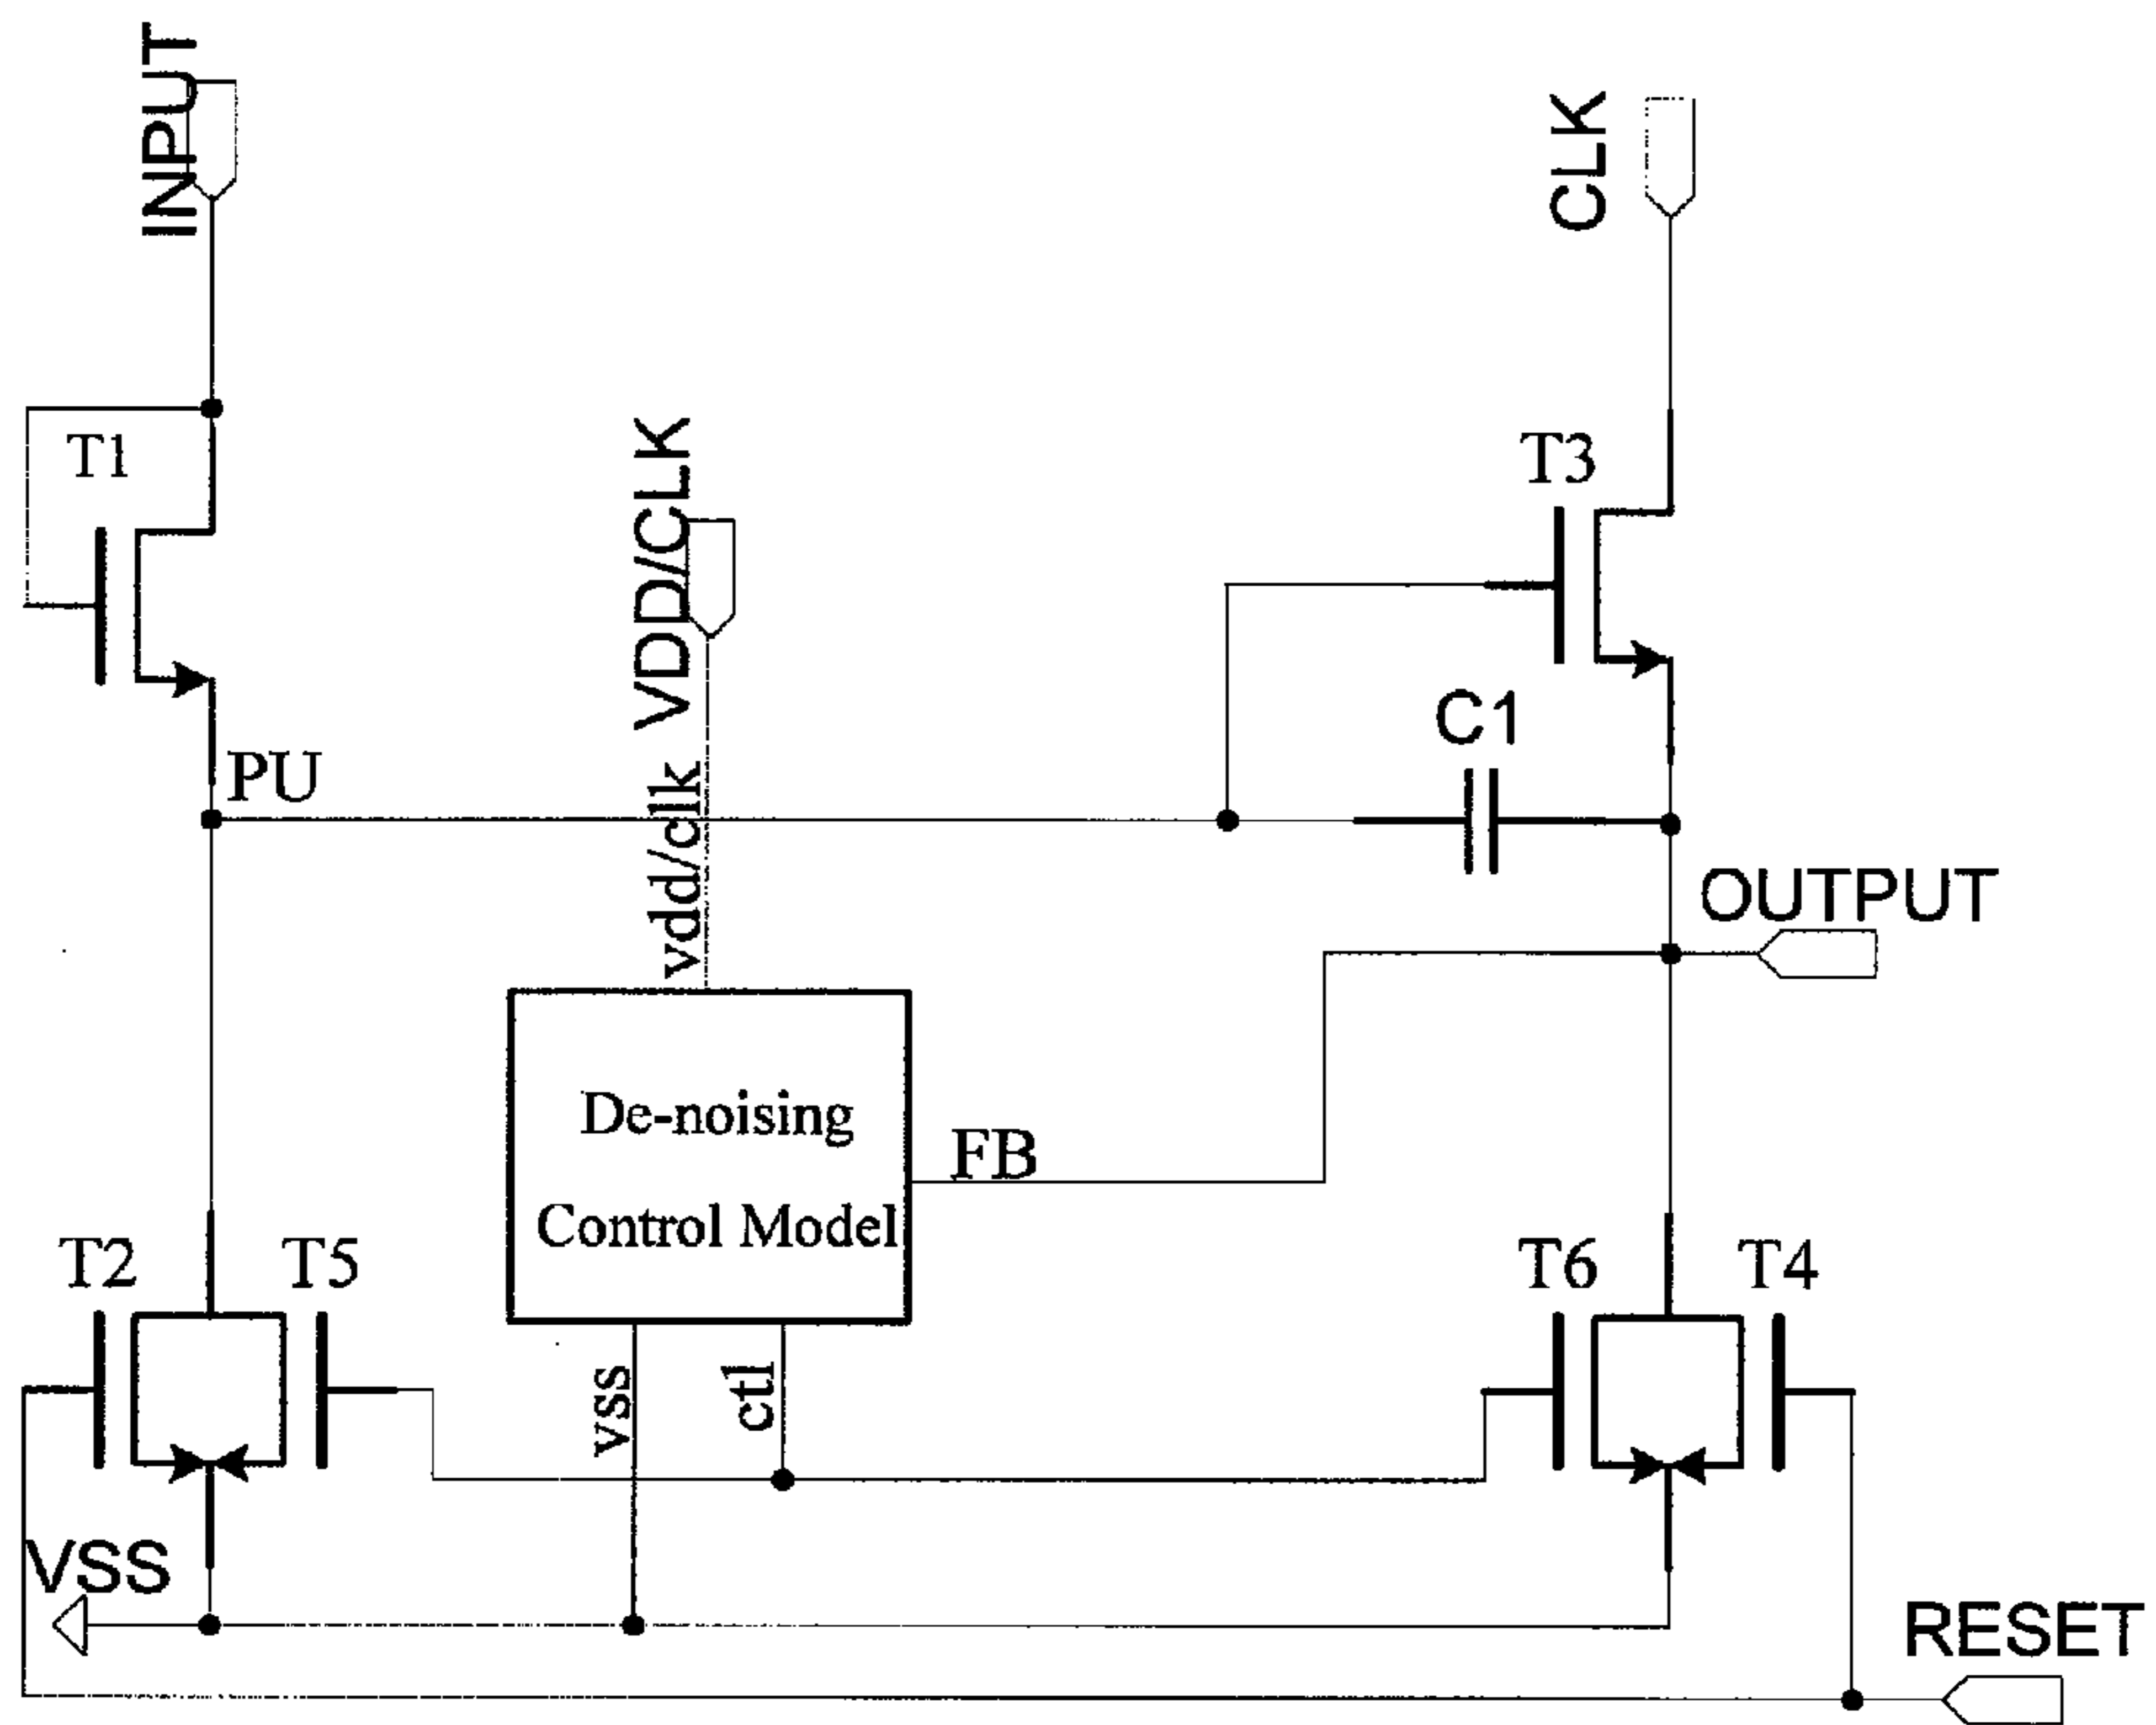 INPUT
CLK
T1
VDD/CLK
T3
PU
vdd/clk
C1
OUTPUT
De-noising
Control Model
FB
T2
T5
T6
T4
vss
ctl
VSS
RESET